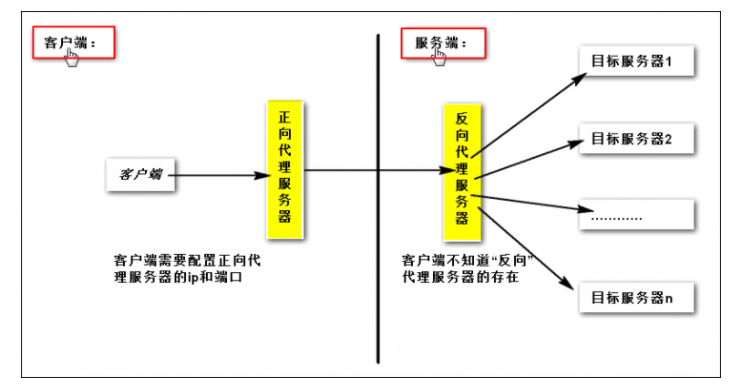 客户端：
服务端：
目标服务器1
正向代理服务器
反向代理服务器
目标服务器2
客户端
............
客户端需要配置正向代
理服务器的ip和端口
客户端不知道“反向”
代理服务器的存在
目标服务器n